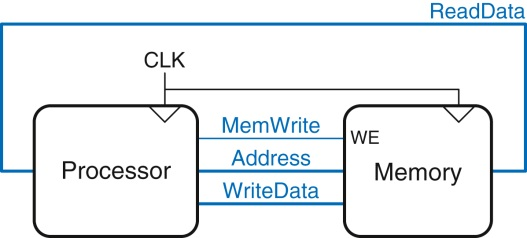 ReadData
CLK
MemWrite
WE
Processor
Address
Memory
WriteData